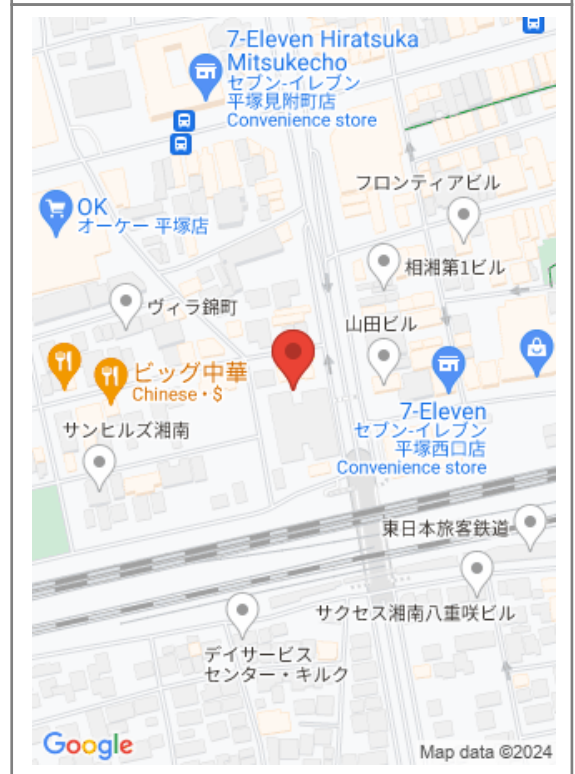 7-Eleven Hiratsuka
Mitsukecho
セブン-イレブン
平塚見附町店
Convenience store
フロンティアビル
OK
オーケー 平塚店
相湘第1ビル
ヴィラ錦町
山田ビル
ビッグ中華
Chinese・$
7-Eleven
セブン-イレブン
平塚西口店
Convenience store
サンヒルズ湘南
東日本旅客鉄道
サクセス湘南八重咲ビル
デイサービス
センター・キルク
Google
Map data ©2024